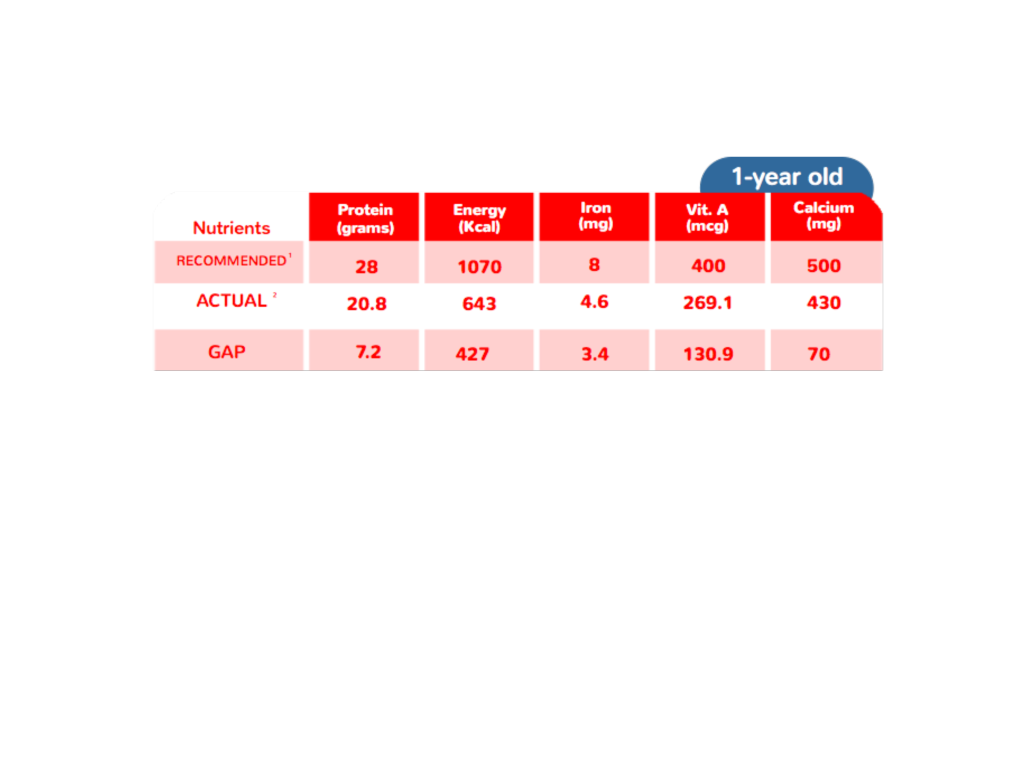 1-year old
Nutrients Protein (grams) Energy (Kcal) Iron (mg) Vit. A (mcg) Calcium (mg)
RECOMMENDED¹ 28 1070 8 400 500
ACTUAL ² 20.8 643 4.6 269.1 430
GAP 7.2 427 3.4 130.9 70